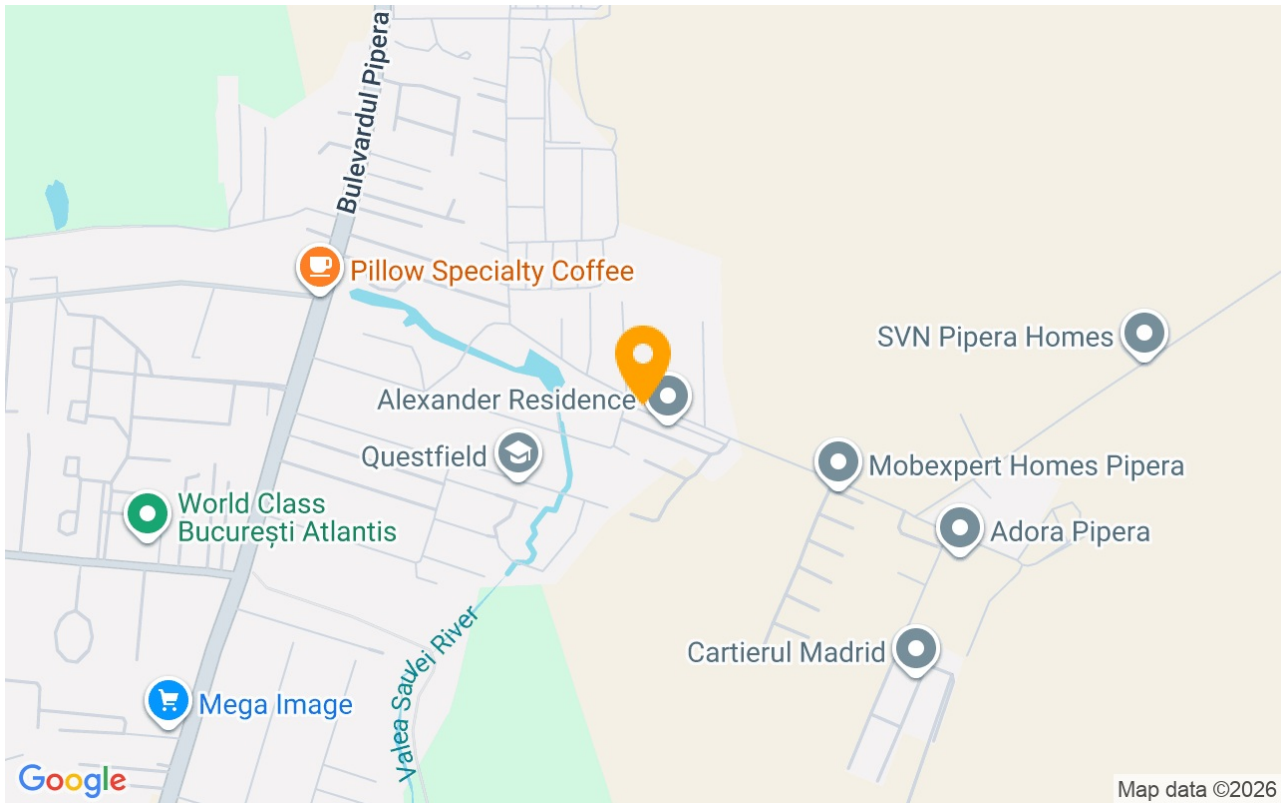 Bulevardul Pipera
Pillow Specialty Coffee
SVN Pipera Homes
Alexander Residence
Questfield
Mobexpert Homes Pipera
World Class
București Atlantis
Adora Pipera
Valea Saulei River
Cartierul Madrid
Mega Image
Google
Map data ©2026